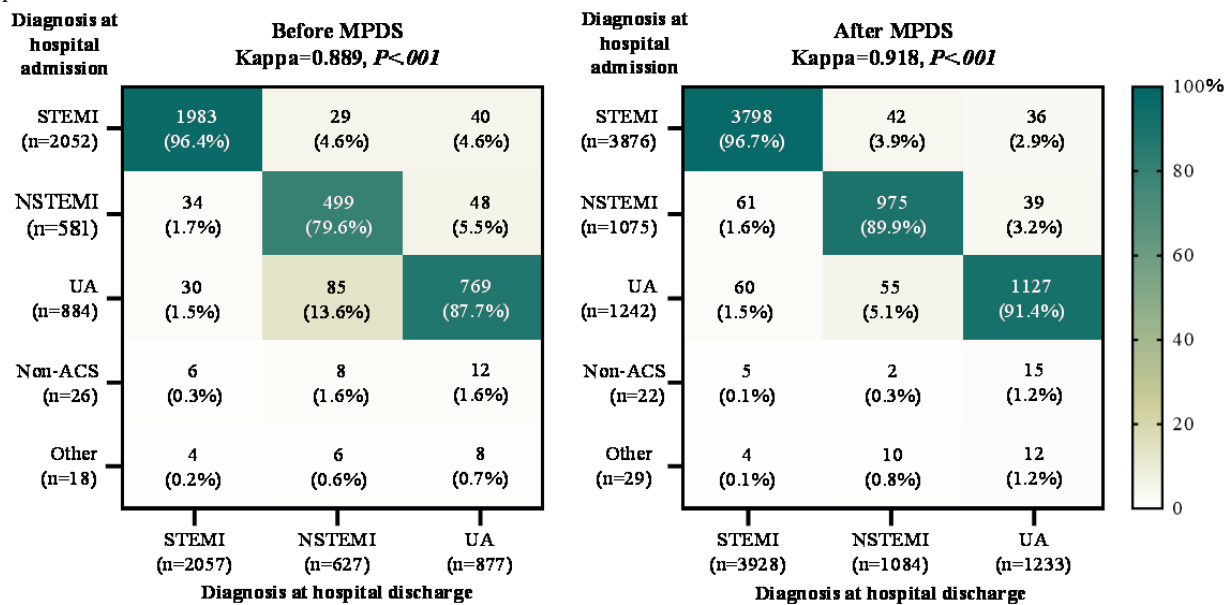 Diagnosis at
hospital
admission
Before MPDS
Kappa=0.889, P<.001
STEMI
(n=2052)
1983
(96.4%)
29
(4.6%)
40
(4.6%)
NSTEMI
(n=581)
34
(1.7%)
499
(79.6%)
48
(5.5%)
UA
(n=884)
30
(1.5%)
85
(13.6%)
769
(87.7%)
Non-ACS
(n=26)
6
(0.3%)
8
(1.6%)
12
(1.6%)
Other
(n=18)
4
(0.2%)
6
(0.6%)
8
(0.7%)
STEMI
(n=2057)
NSTEMI
(n=627)
UA
(n=877)
Diagnosis at hospital discharge
Diagnosis at
hospital
admission
After MPDS
Kappa=0.918, P<.001
STEMI
(n=3876)
3798
(96.7%)
42
(3.9%)
36
(2.9%)
NSTEMI
(n=1075)
61
(1.6%)
975
(89.9%)
39
(3.2%)
UA
(n=1242)
60
(1.5%)
55
(5.1%)
1127
(91.4%)
Non-ACS
(n=22)
5
(0.1%)
2
(0.3%)
15
(1.2%)
Other
(n=29)
4
(0.1%)
10
(0.8%)
12
(1.2%)
STEMI
(n=3928)
NSTEMI
(n=1084)
UA
(n=1233)
Diagnosis at hospital discharge
100%
80
60
40
20
0